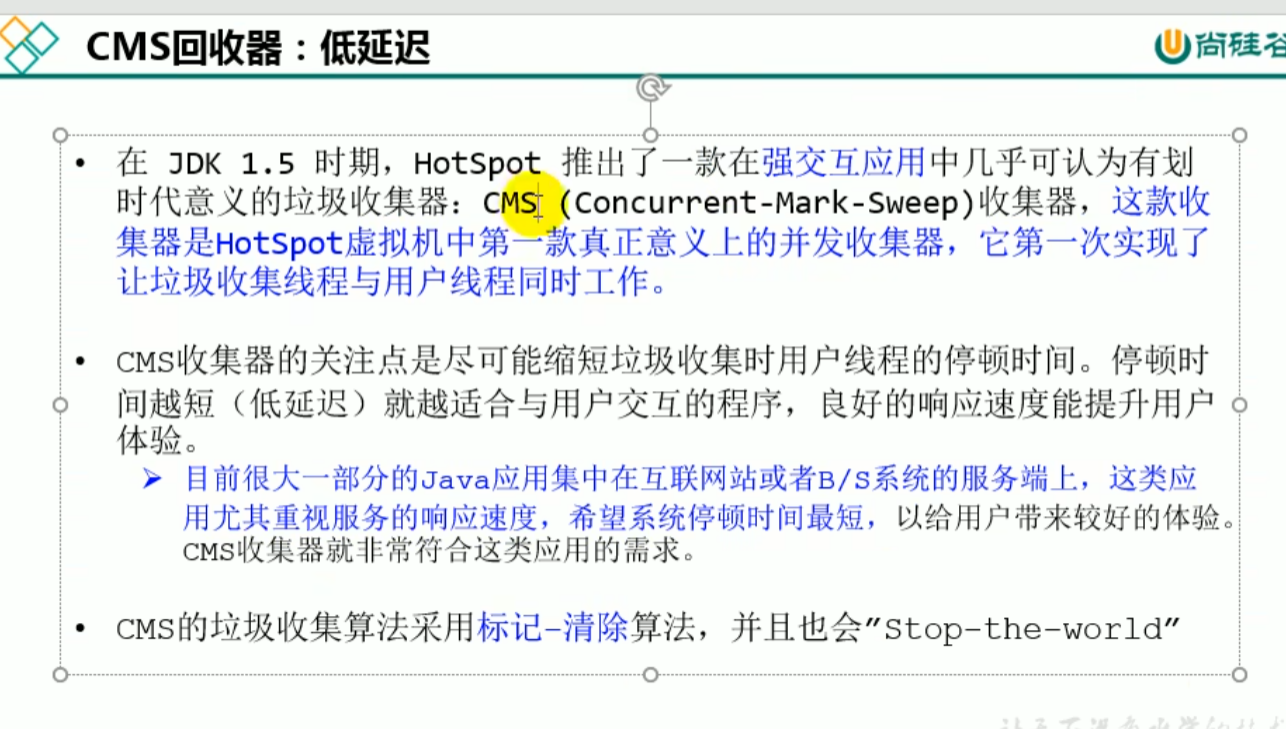 CMS回收器：低延迟
尚硅谷
• 在 JDK 1.5 时期，HotSpot 推出了一款在强交互应用中几乎可认为有划
时代意义的垃圾收集器：CMS (Concurrent-Mark-Sweep)收集器，这款收
集器是HotSpot虚拟机中第一款真正意义上的并发收集器，它第一次实现了
让垃圾收集线程与用户线程同时工作。
• CMS收集器的关注点是尽可能缩短垃圾收集时用户线程的停顿时间。停顿时
间越短（低延迟）就越适合与用户交互的程序，良好的响应速度能提升用户
体验。
➢ 目前很大一部分的Java应用集中在互联网站或者B/S系统的服务端上，这类应
用尤其重视服务的响应速度，希望系统停顿时间最短，以给用户带来较好的体验。
CMS收集器就非常符合这类应用的需求。
• CMS的垃圾收集算法采用标记-清除算法，并且也会"Stop-the-world"